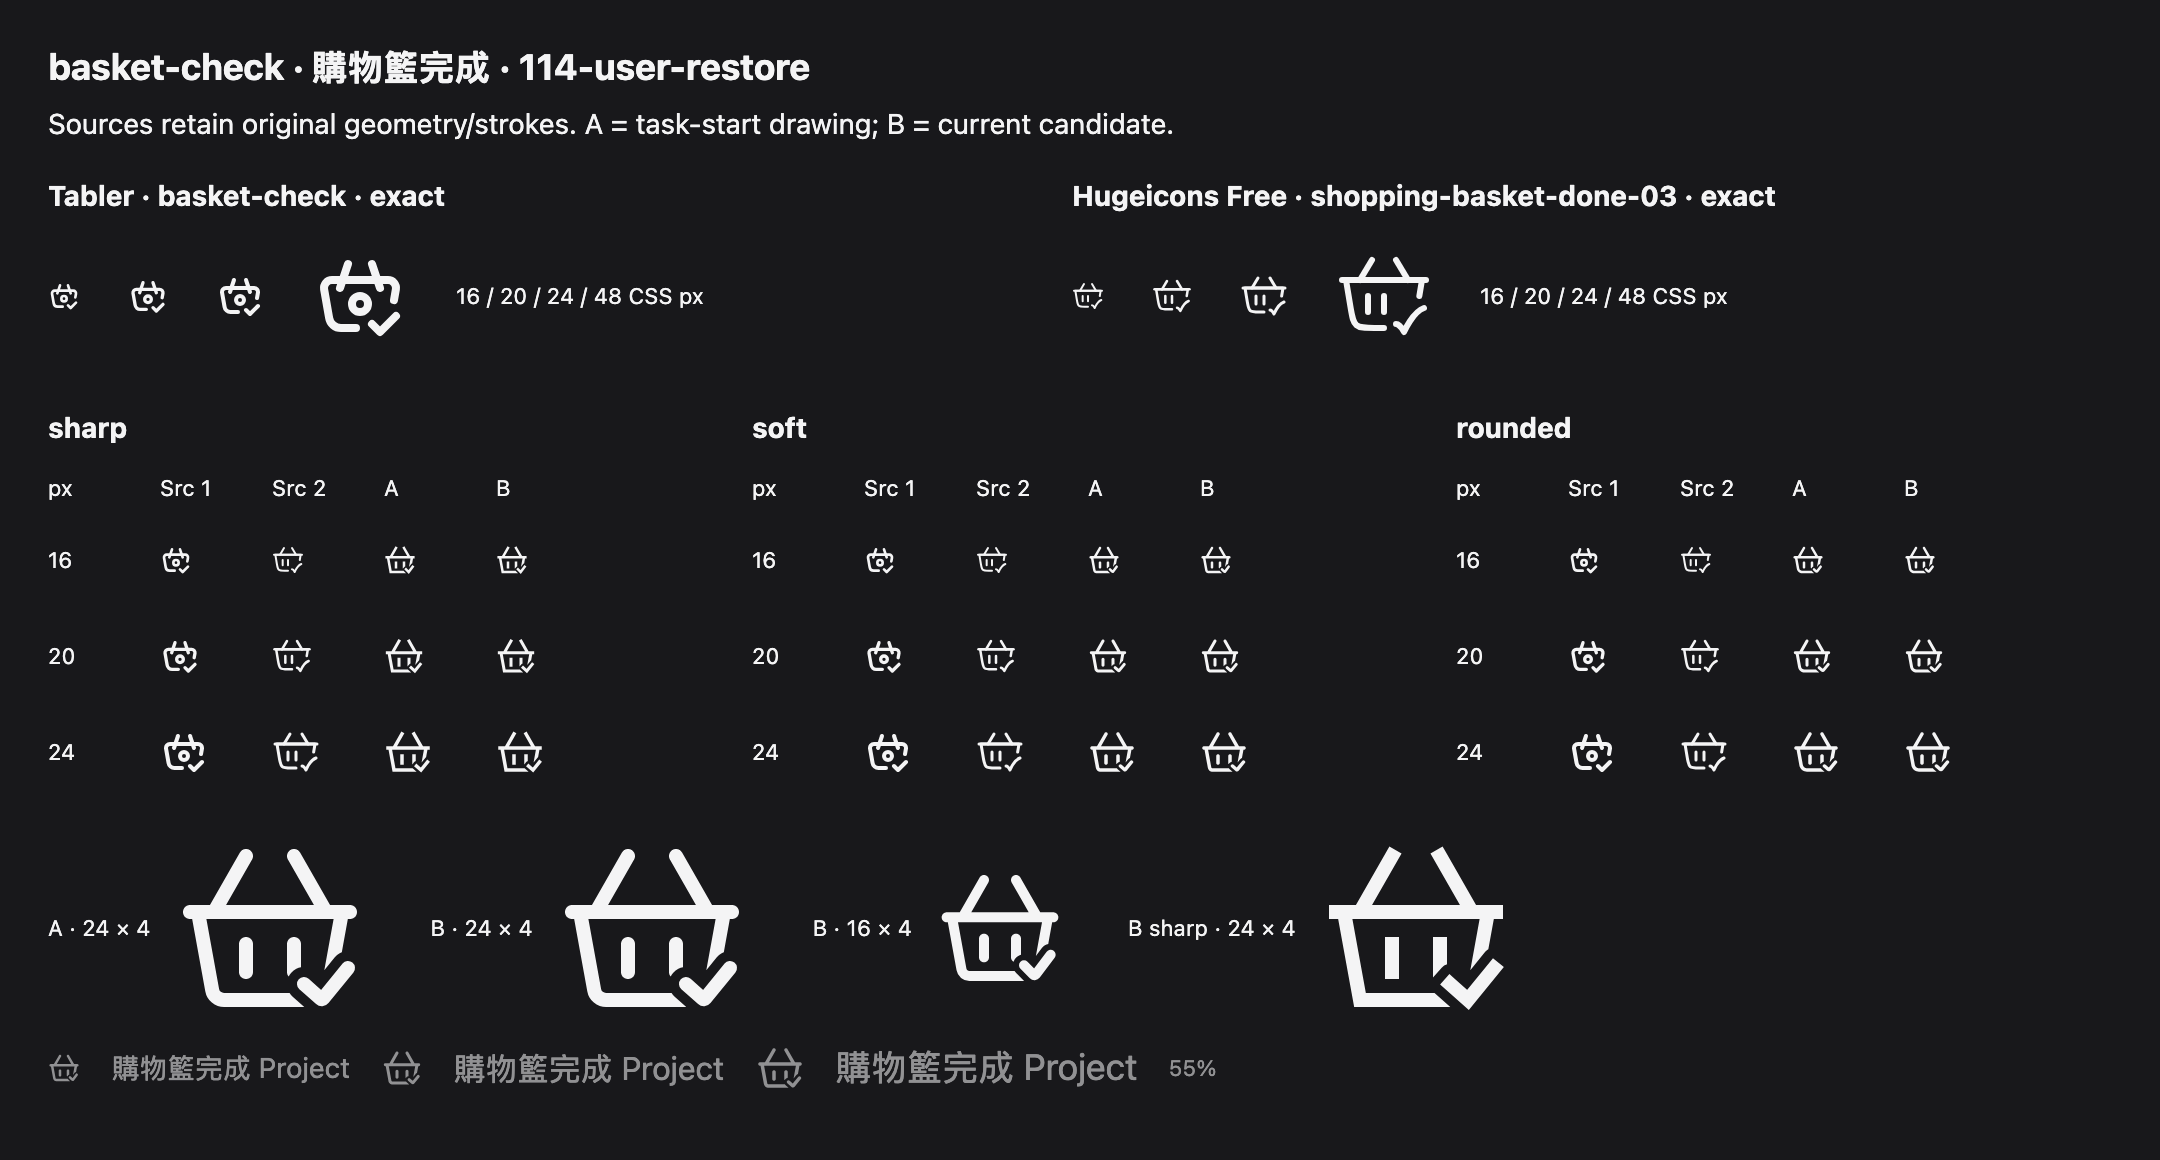 basket-check · 購物籃完成 · 114-user-restore
Sources retain original geometry/strokes. A = task-start drawing; B = current candidate.
Tabler · basket-check · exact
16 / 20 / 24 / 48 CSS px
Hugeicons Free · shopping-basket-done-03 · exact
16 / 20 / 24 / 48 CSS px
sharp
px Src 1 Src 2 A B
16
20
24
soft
px Src 1 Src 2 A B
16
20
24
rounded
px Src 1 Src 2 A B
16
20
24
A · 24 × 4
B · 24 × 4
B · 16 × 4
B sharp · 24 × 4
購物籃完成 Project 購物籃完成 Project 購物籃完成 Project 55%